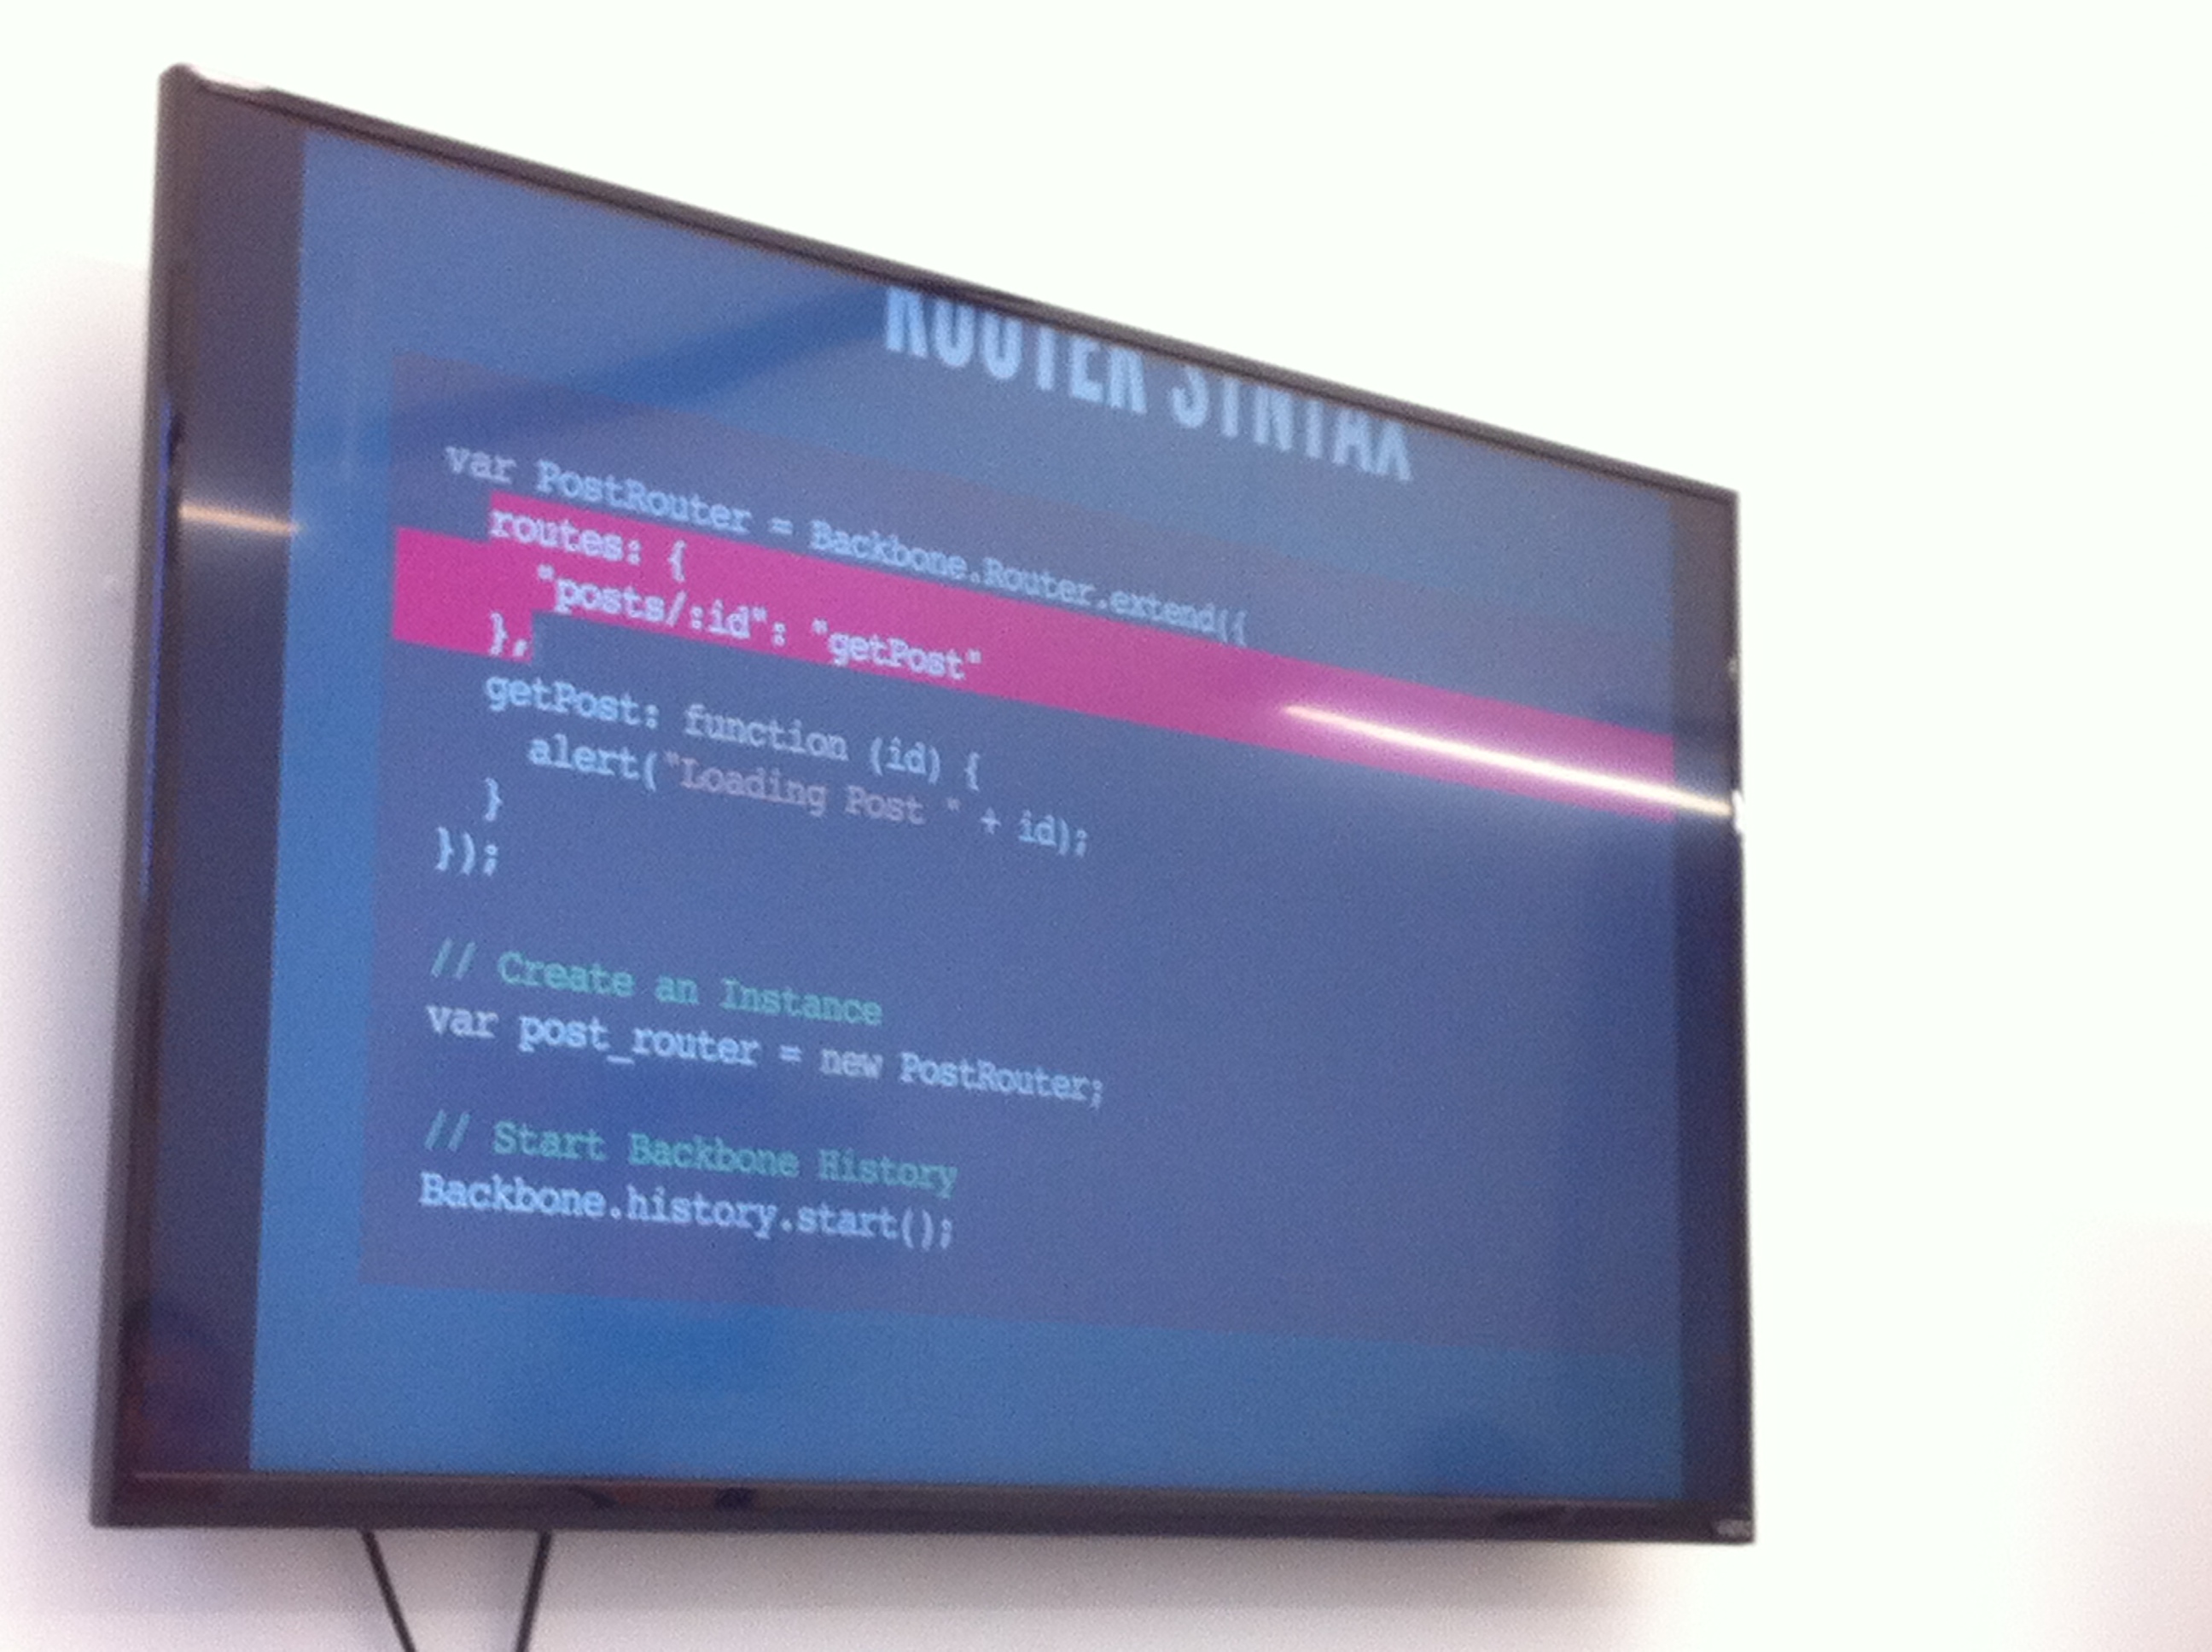 ROUTER SYNTAX
var PostRouter = Backbone.Router.extend({
routes: {
"posts/:id": "getPost"
},
getPost: function (id) {
alert("Loading Post " + id);
}
});
// Create an Instance
var post_router = new PostRouter;
// Start Backbone History
Backbone.history.start();